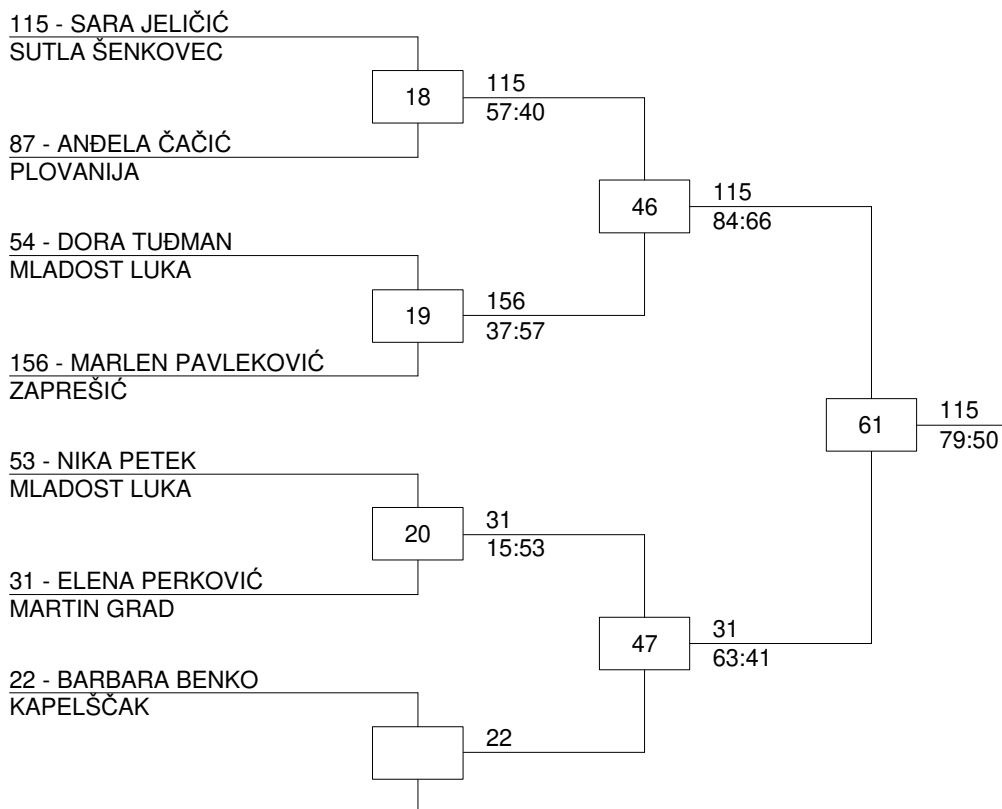 115 - SARA JELIČIĆ
SUTLA ŠENKOVEC
18
115
57:40
87 - ANĐELA ČAČIĆ
PLOVANIJA
46
115
84:66
54 - DORA TUĐMAN
MLADOST LUKA
19
156
37:57
156 - MARLEN PAVLEKOVIĆ
ZAPREŠIĆ
61
115
79:50
53 - NIKA PETEK
MLADOST LUKA
20
31
15:53
31 - ELENA PERKOVIĆ
MARTIN GRAD
47
31
63:41
22 - BARBARA BENKO
KAPELŠČAK
22